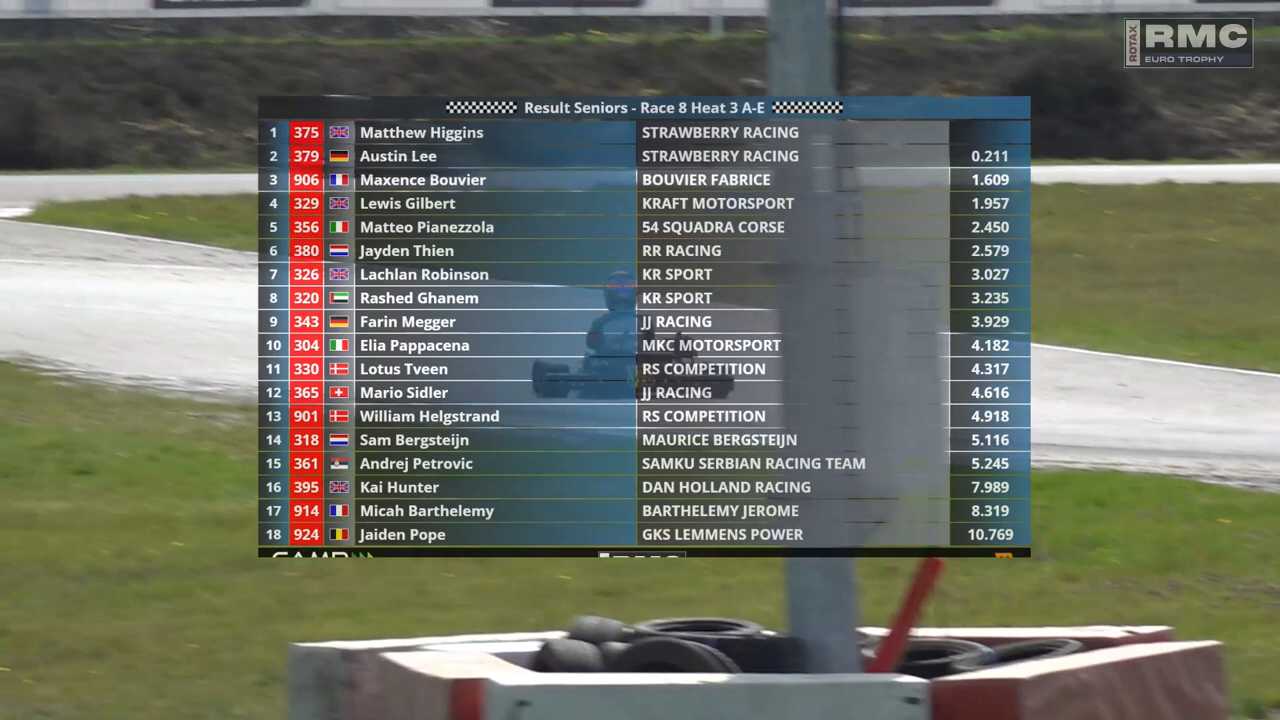 ROTAX RMC
EURO TROPHY
Result Seniors - Race 8 Heat 3 A-E
1 375 Matthew Higgins STRAWBERRY RACING
2 379 Austin Lee STRAWBERRY RACING 0.211
3 906 Maxence Bouvier BOUVIER FABRICE 1.609
4 329 Lewis Gilbert KRAFT MOTORSPORT 1.957
5 356 Matteo Pianezzola 54 SQUADRA CORSE 2.450
6 380 Jayden Thien RR RACING 2.579
7 326 Lachlan Robinson KR SPORT 3.027
8 320 Rashed Ghanem KR SPORT 3.235
9 343 Farin Megger JJ RACING 3.929
10 304 Elia Pappacena MKC MOTORSPORT 4.182
11 330 Lotus Tveen RS COMPETITION 4.317
12 365 Mario Sidler JJ RACING 4.616
13 901 William Helgstrand RS COMPETITION 4.918
14 318 Sam Bergsteijn MAURICE BERGSTEIJN 5.116
15 361 Andrej Petrovic SAMKU SERBIAN RACING TEAM 5.245
16 395 Kai Hunter DAN HOLLAND RACING 7.989
17 914 Micah Barthelemy BARTHELEMY JEROME 8.319
18 924 Jaiden Pope GKS LEMMENS POWER 10.769